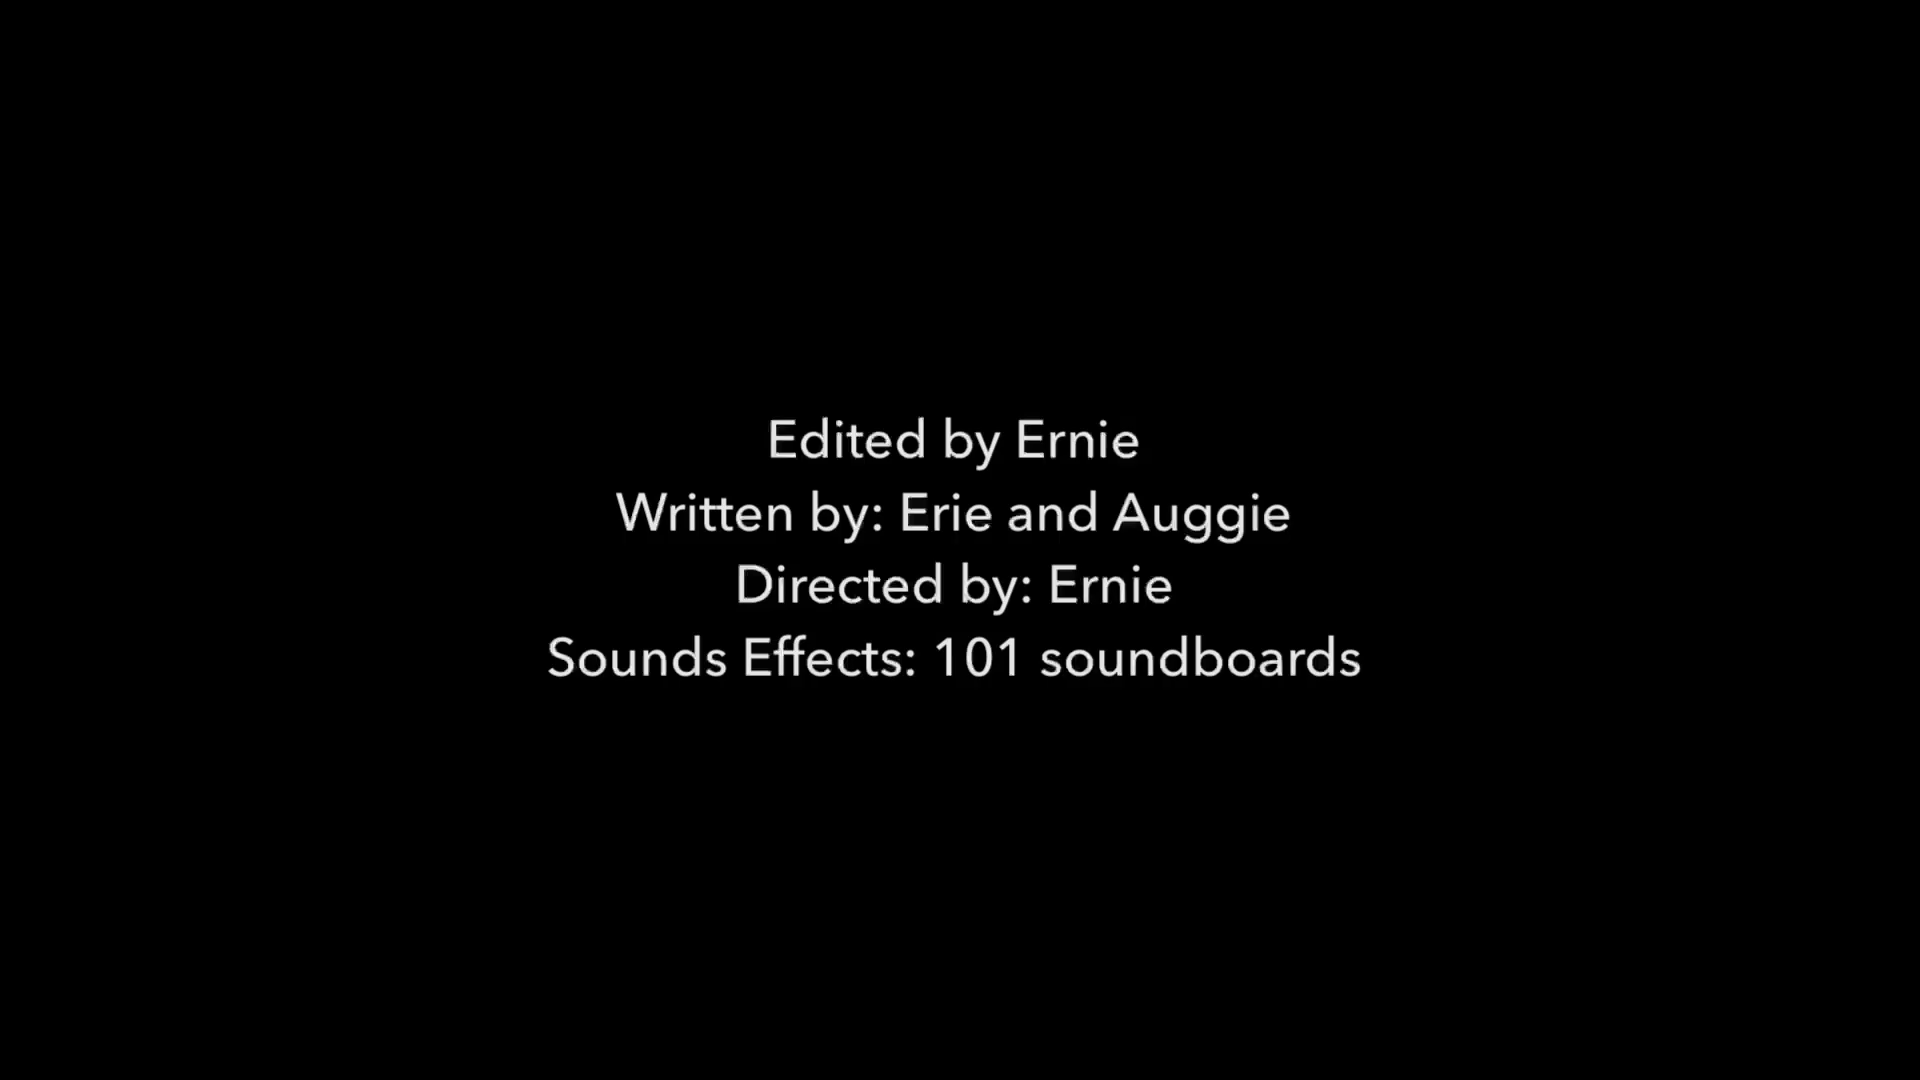 Edited by Ernie
Written by: Erie and Auggie
Directed by: Ernie
Sounds Effects: 101 soundboards